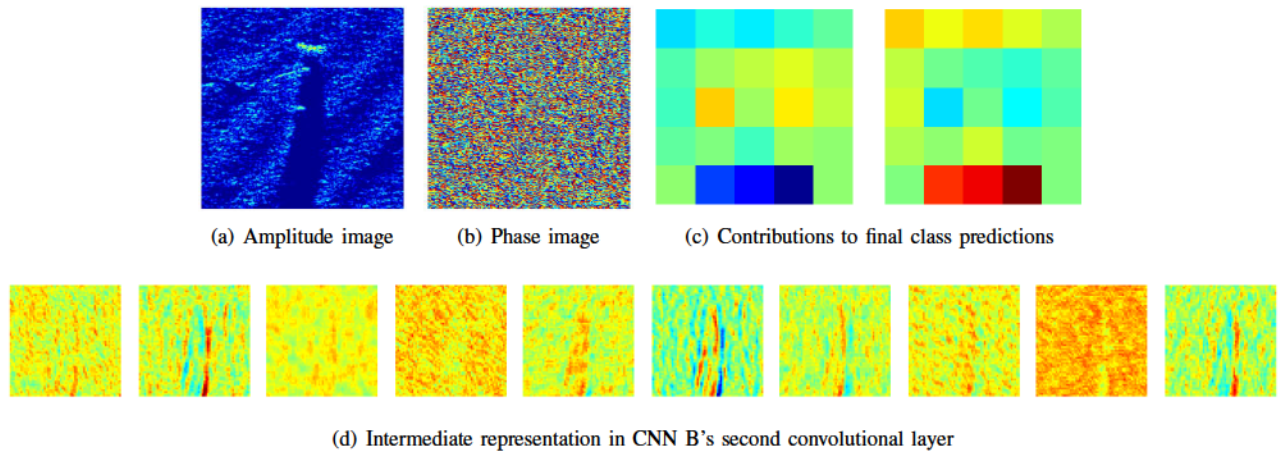 (a) Amplitude image
(b) Phase image
(c) Contributions to final class predictions
(d) Intermediate representation in CNN B's second convolutional layer